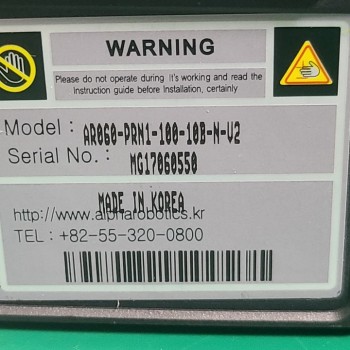 WARNING
Please do not operate during It's working and read the
Instruction guide before Installation, certainly
Model : AR060-PRN1-100-10B-N-V2
Serial No. : MG17060550
MADE IN KOREA
http://www.alpharobotics.kr
TEL : +82-55-320-0800